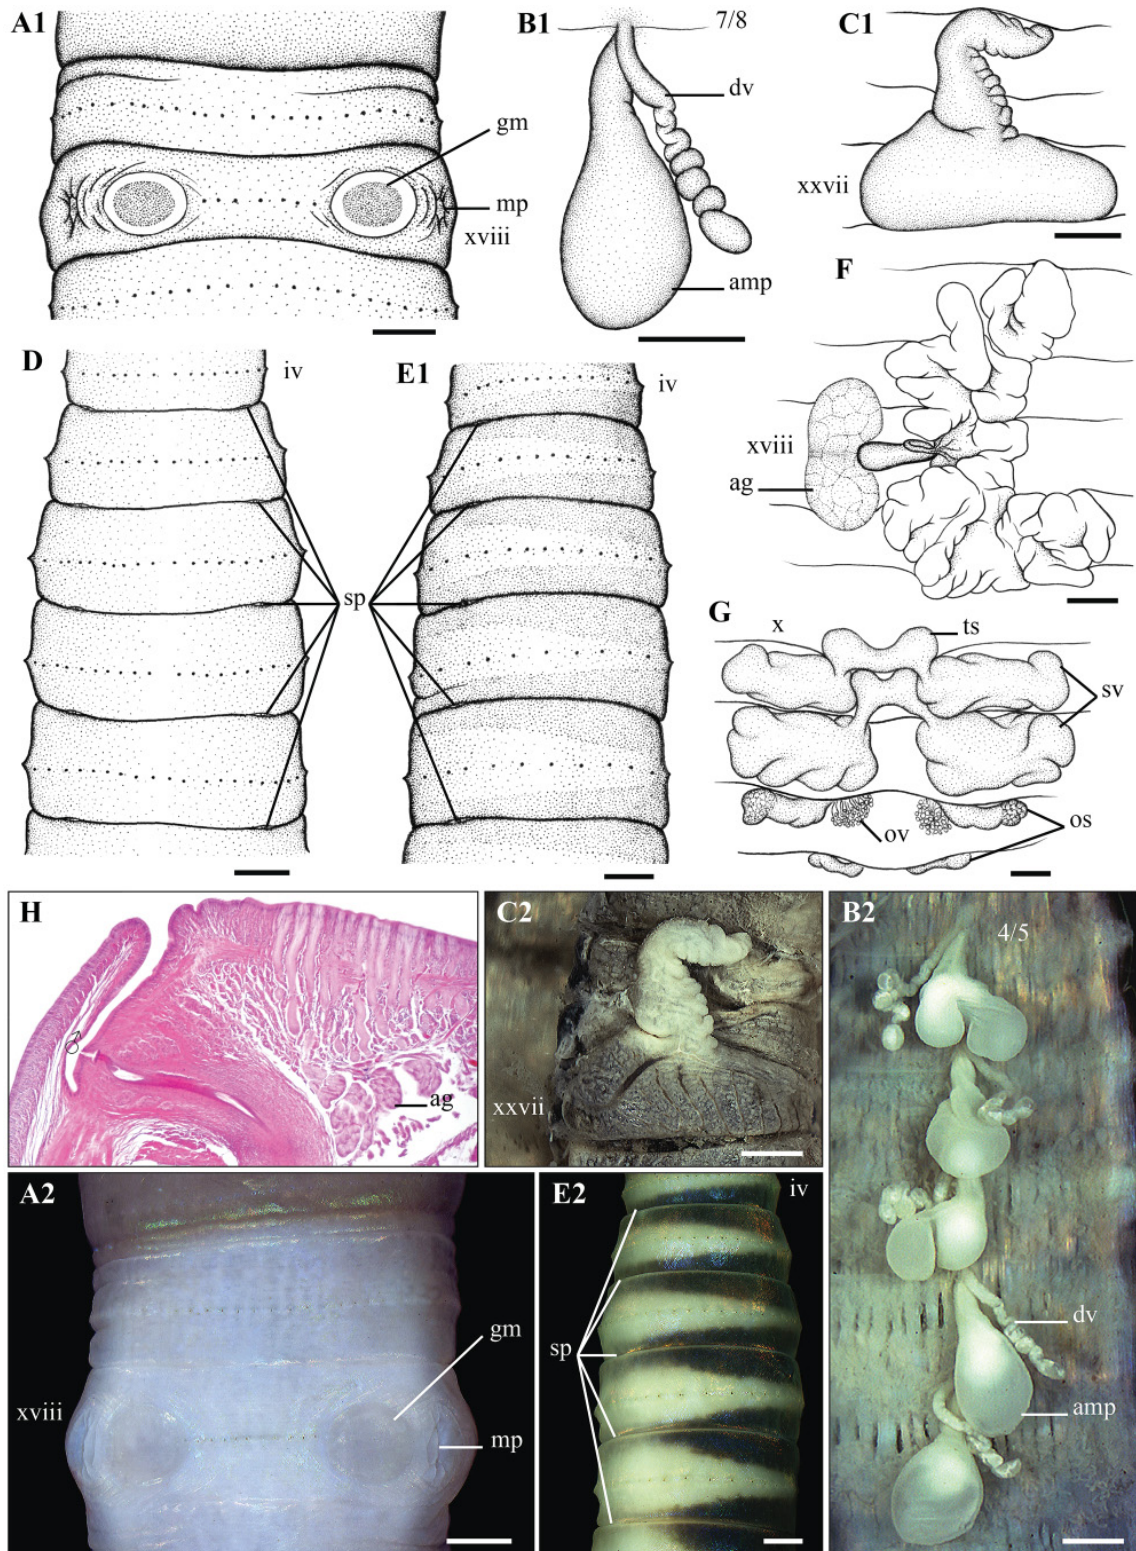 A1
gm
mp
xviii
B1
7/8
dv
amp
C1
xxvii
D
iv
E1
iv
sp
F
xviii
ag
G
x
ts
sv
ov
os
H
♂
ag
C2
xxvii
B2
4/5
dv
amp
A2
xviii
gm
mp
E2
iv
sp